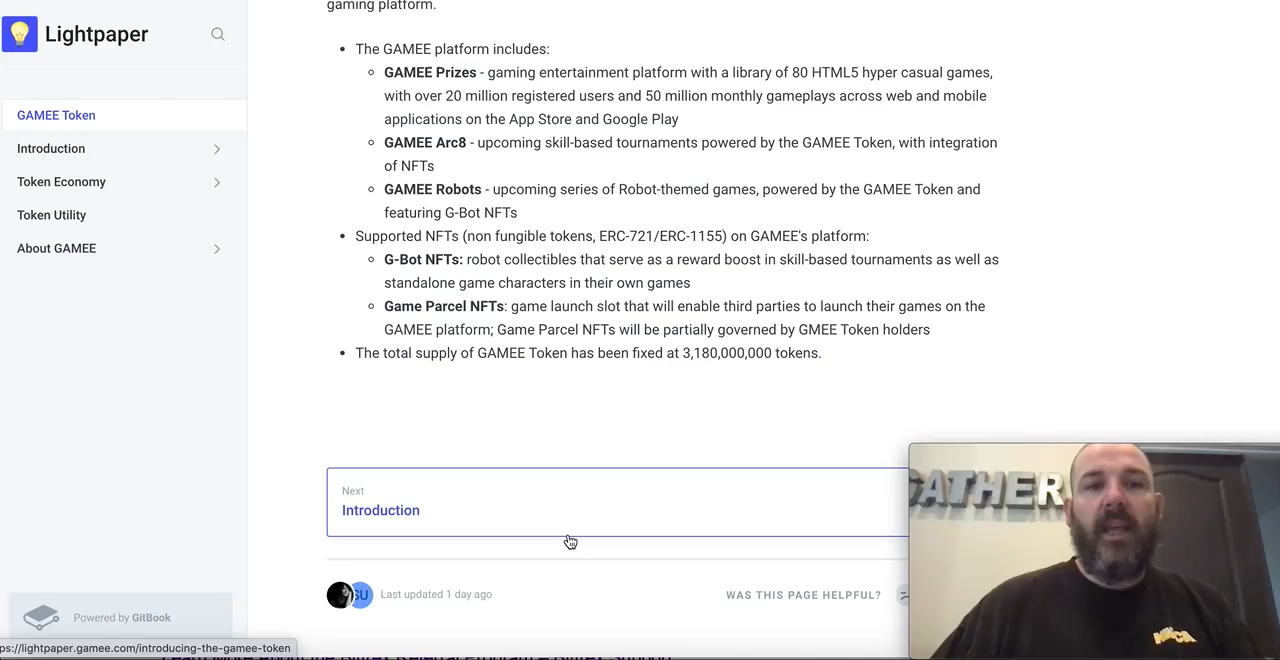 Lightpaper
GAMEE Token
Introduction
Token Economy
Token Utility
About GAMEE
Powered by GitBook
ps://lightpaper.gamee.com/introducing-the-gamee-token
gaming platform.
• The GAMEE platform includes:
GAMEE Prizes - gaming entertainment platform with a library of 80 HTML5 hyper casual games,
with over 20 million registered users and 50 million monthly gameplays across web and mobile
applications on the App Store and Google Play
GAMEE Arc8 - upcoming skill-based tournaments powered by the GAMEE Token, with integration
of NFTs
GAMEE Robots - upcoming series of Robot-themed games, powered by the GAMEE Token and
featuring G-Bot NFTs
• Supported NFTs (non fungible tokens, ERC-721/ERC-1155) on GAMEE's platform:
G-Bot NFTs: robot collectibles that serve as a reward boost in skill-based tournaments as well as
standalone game characters in their own games
Game Parcel NFTs: game launch slot that will enable third parties to launch their games on the
GAMEE platform; Game Parcel NFTs will be partially governed by GMEE Token holders
• The total supply of GAMEE Token has been fixed at 3,180,000,000 tokens.
Next
Introduction
SU
Last updated 1 day ago
WAS THIS PAGE HELPFUL?
GATHER